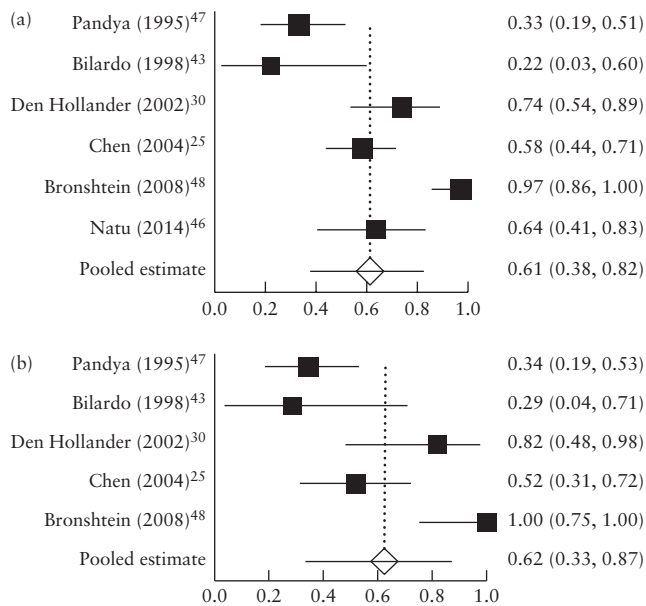 (a) Pandya (1995)47 0.33 (0.19, 0.51)
Bilardo (1998)43 0.22 (0.03, 0.60)
Den Hollander (2002)30 0.74 (0.54, 0.89)
Chen (2004)25 0.58 (0.44, 0.71)
Bronshtein (2008)48 0.97 (0.86, 1.00)
Natu (2014)46 0.64 (0.41, 0.83)
Pooled estimate 0.61 (0.38, 0.82)
0.0 0.2 0.4 0.6 0.8 1.0
(b) Pandya (1995)47 0.34 (0.19, 0.53)
Bilardo (1998)43 0.29 (0.04, 0.71)
Den Hollander (2002)30 0.82 (0.48, 0.98)
Chen (2004)25 0.52 (0.31, 0.72)
Bronshtein (2008)48 1.00 (0.75, 1.00)
Pooled estimate 0.62 (0.33, 0.87)
0.0 0.2 0.4 0.6 0.8 1.0